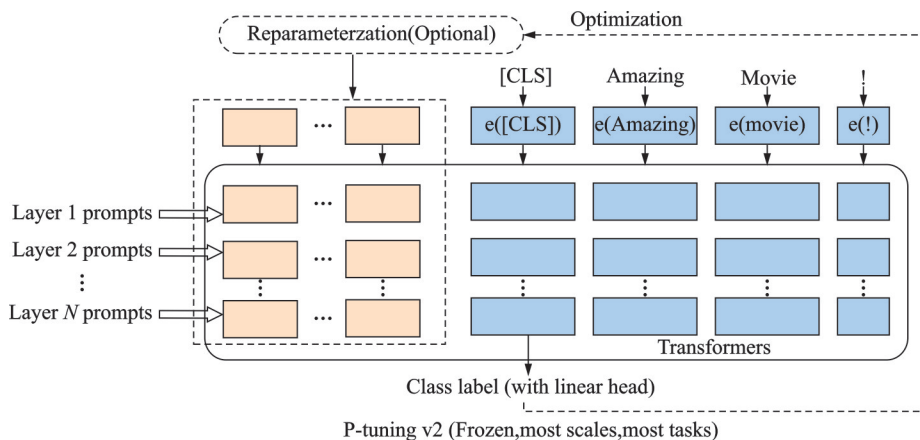 Optimization
Reparameterzation(Optional)
[CLS] Amazing Movie !
e([CLS]) e(Amazing) e(movie) e(!)
Layer 1 prompts
Layer 2 prompts
Layer N prompts
Transformers
Class label (with linear head)
P-tuning v2 (Frozen,most scales,most tasks)